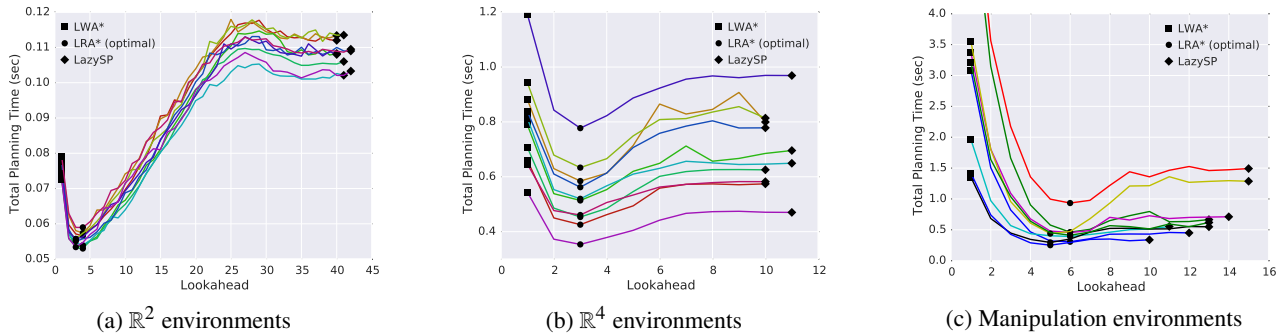 0.12
0.11
0.10
0.09
0.08
0.07
0.06
0.05
Total Planning Time (sec)
LWA*
LRA* (optimal)
LazySP
0 5 10 15 20 25 30 35 40 45
Lookahead
(a) ℝ² environments
1.2
1.0
0.8
0.6
0.4
Total Planning Time (sec)
LWA*
LRA* (optimal)
LazySP
0 2 4 6 8 10 12
Lookahead
(b) ℝ⁴ environments
4.0
3.5
3.0
2.5
2.0
1.5
1.0
0.5
0.0
Total Planning Time (sec)
LWA*
LRA* (optimal)
LazySP
0 2 4 6 8 10 12 14 16
Lookahead
(c) Manipulation environments